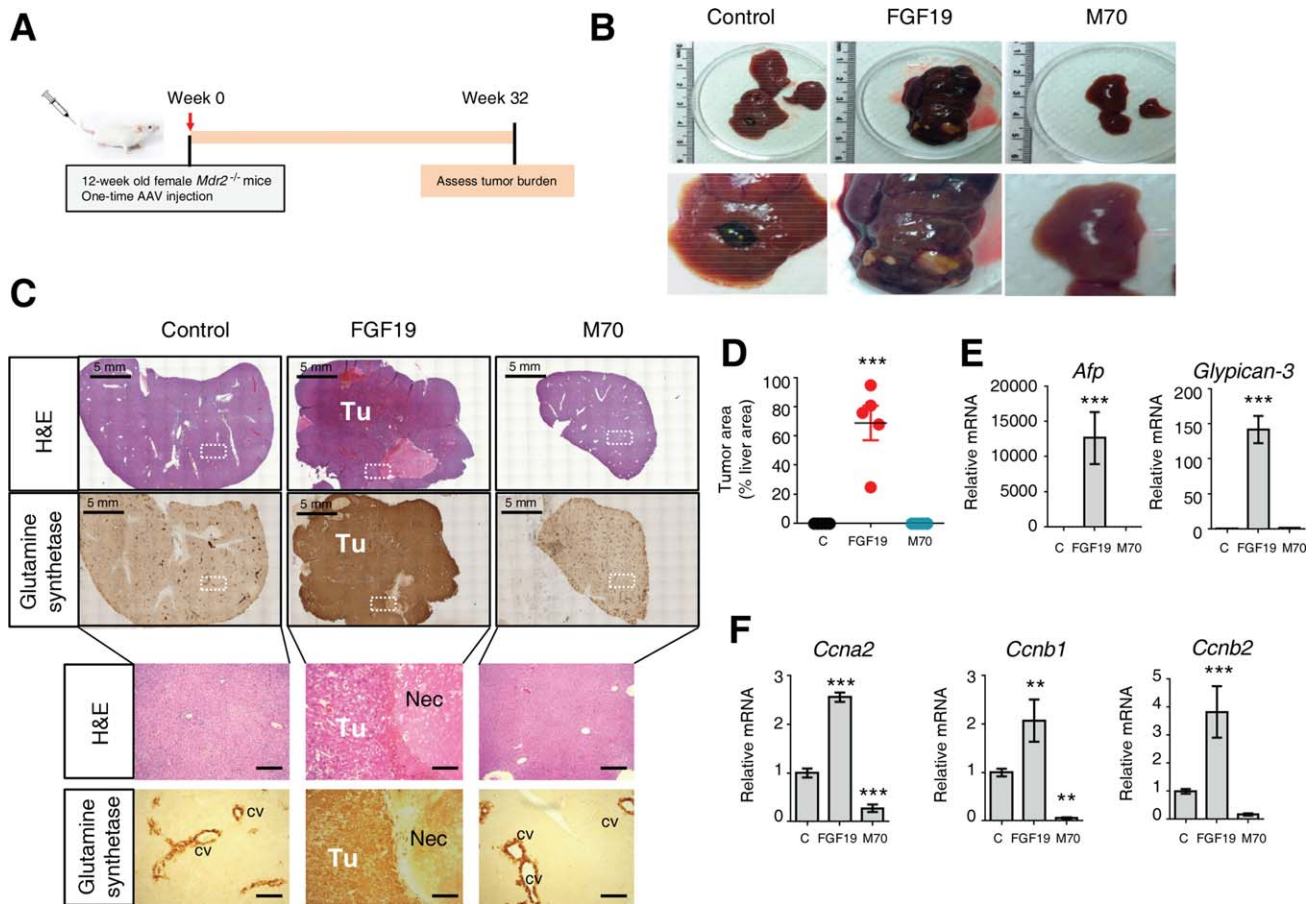 A
Week 0
Week 32
12-week old female Mdr2 -/- mice
One-time AAV injection
Assess tumor burden
B
Control
FGF19
M70
C
Control
FGF19
M70
H&E
5 mm
5 mm
Tu
5 mm
Glutamine
synthetase
5 mm
5 mm
Tu
5 mm
H&E
Tu
Nec
Glutamine
synthetase
cv
cv
Tu
Nec
cv
cv
D
***
Tumor area
(% liver area)
100
80
60
40
20
0
C
FGF19
M70
E
Afp
Relative mRNA
20000
15000
10000
5000
0
***
C
FGF19
M70
Glypican-3
Relative mRNA
200
150
100
50
0
***
C
FGF19
M70
F
Ccna2
Relative mRNA
3
2
1
0
***
***
C
FGF19
M70
Ccnb1
Relative mRNA
3
2
1
0
**
**
C
FGF19
M70
Ccnb2
Relative mRNA
5
4
3
2
1
0
***
C
FGF19
M70